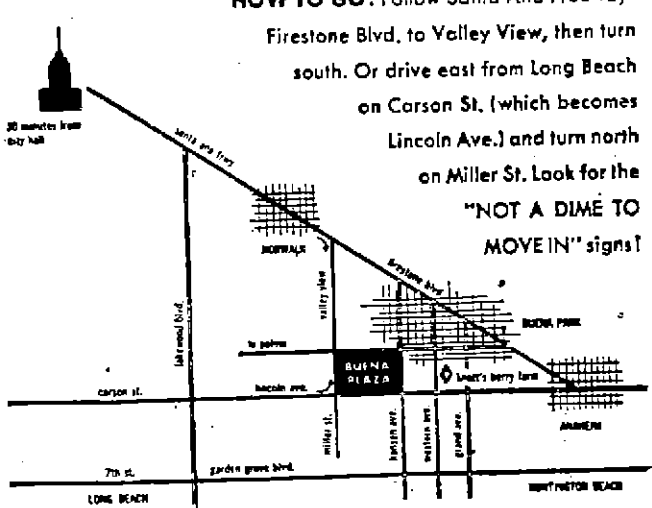 HOW TO GO: Follow Santa Ana Freeway,
Firestone Blvd. to Valley View, then turn
south. Or drive east from Long Beach
on Carson St. (which becomes
Lincoln Ave.) and turn north
on Miller St. Look for the
"NOT A DIME TO
MOVE IN" signs!
30 minutes from
city hall
santa ana frwy.
NORWALK
lakewood blvd.
valley view
firestone blvd.
BUENA PARK
la palma
BUENA
PLAZA
knott's berry farm
carson st.
lincoln ave.
ANAHEIM
miller st.
hansen ave.
western ave.
grand ave.
7th st.
garden grove blvd.
LONG BEACH
HUNTINGTON BEACH